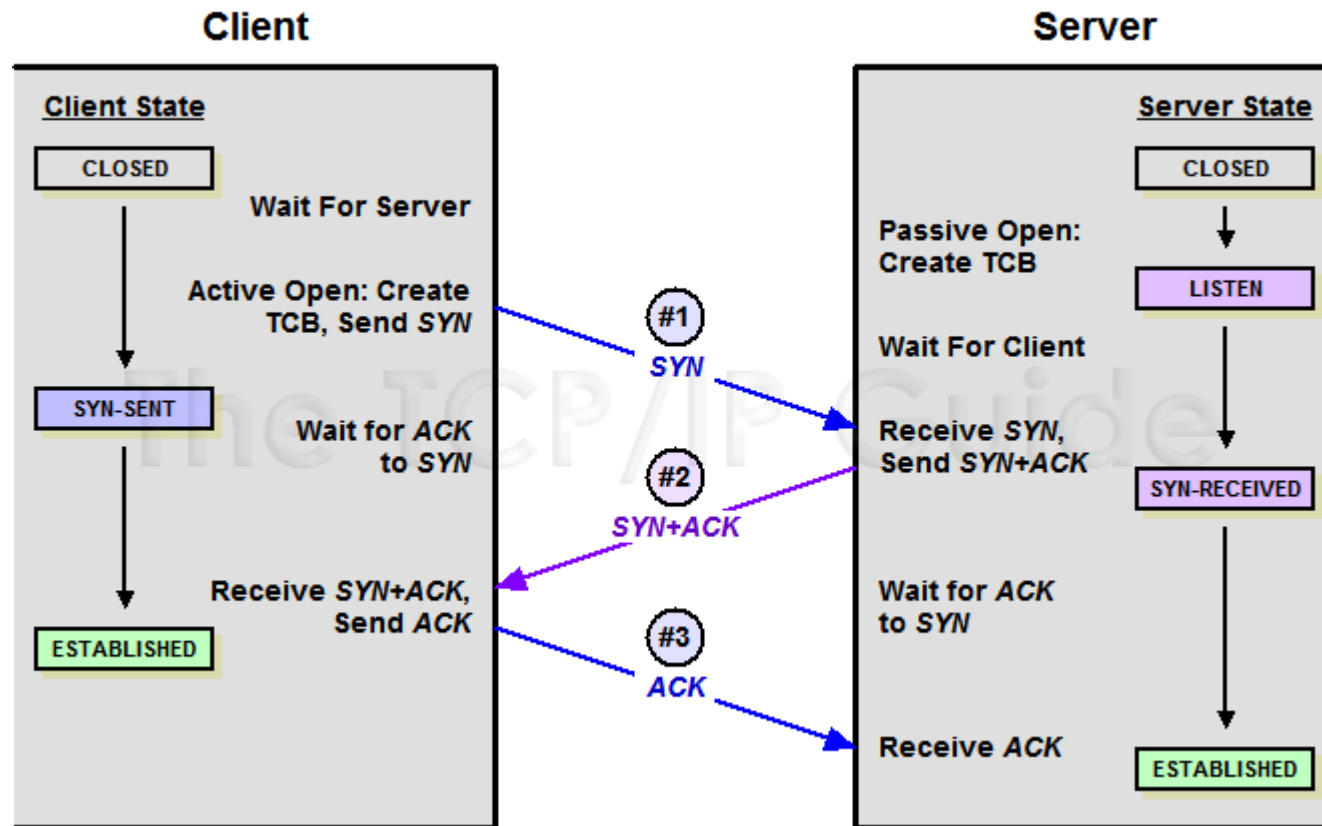 Client
Server
Client State
CLOSED
Wait For Server
Active Open: Create
TCB, Send SYN
SYN-SENT
Wait for ACK
to SYN
Receive SYN+ACK,
Send ACK
ESTABLISHED
#1
SYN
#2
SYN+ACK
#3
ACK
Server State
CLOSED
Passive Open:
Create TCB
LISTEN
Wait For Client
Receive SYN,
Send SYN+ACK
SYN-RECEIVED
Wait for ACK
to SYN
Receive ACK
ESTABLISHED
The TCP/IP Guide